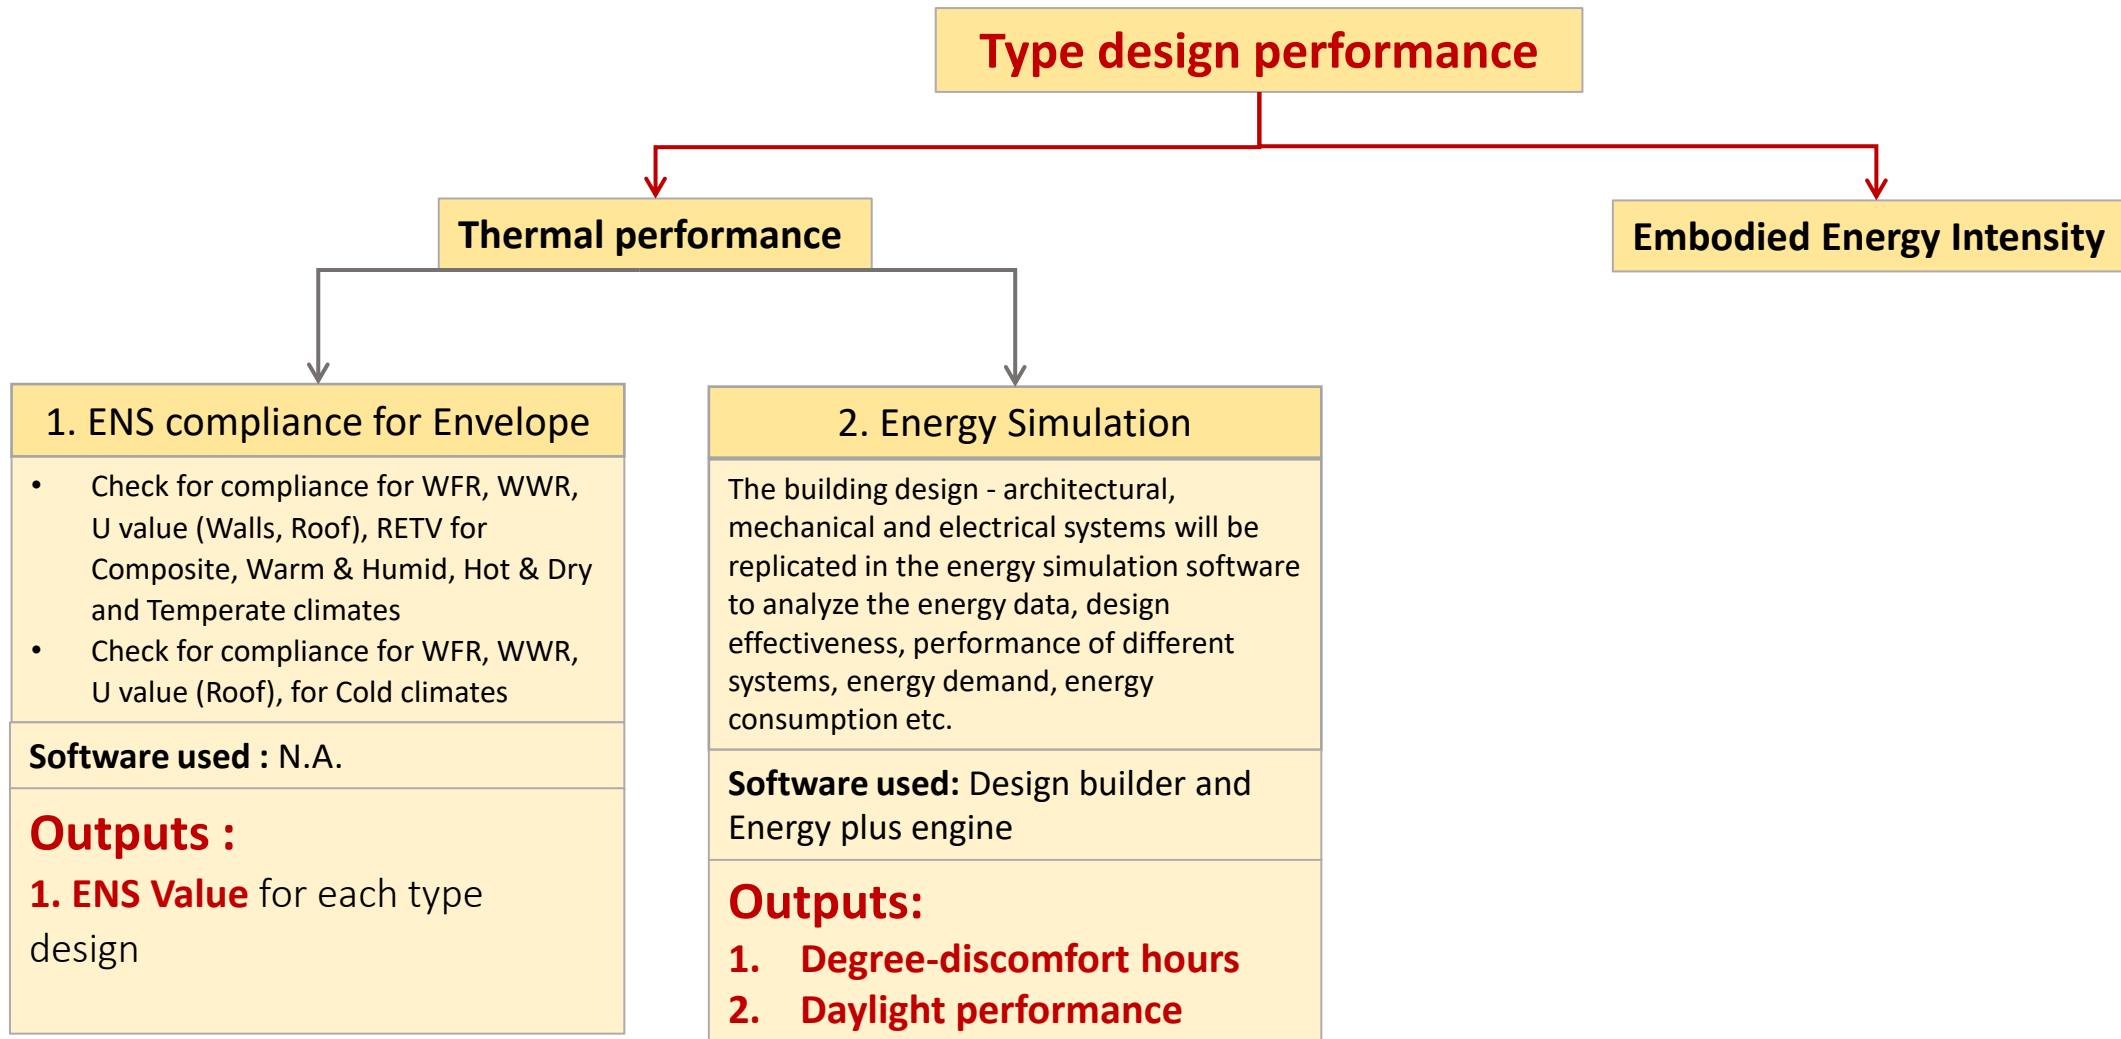 Type design performance
Thermal performance
Embodied Energy Intensity
1. ENS compliance for Envelope
• Check for compliance for WFR, WWR,
U value (Walls, Roof), RETV for
Composite, Warm & Humid, Hot & Dry
and Temperate climates
• Check for compliance for WFR, WWR,
U value (Roof), for Cold climates
Software used : N.A.
Outputs :
1. ENS Value for each type
design
2. Energy Simulation
The building design - architectural,
mechanical and electrical systems will be
replicated in the energy simulation software
to analyze the energy data, design
effectiveness, performance of different
systems, energy demand, energy
consumption etc.
Software used: Design builder and
Energy plus engine
Outputs:
1. Degree-discomfort hours
2. Daylight performance